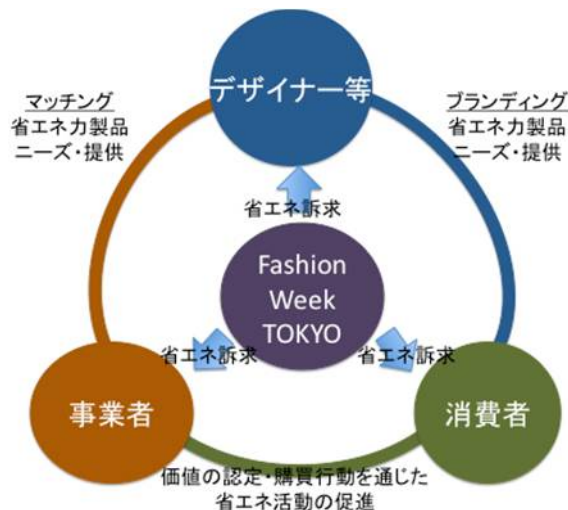 デザイナー等
マッチング
省エネ力製品
ニーズ・提供
ブランディング
省エネ力製品
ニーズ・提供
省エネ訴求
Fashion
Week
TOKYO
省エネ訴求
省エネ訴求
事業者
消費者
価値の認定・購買行動を通じた
省エネ活動の促進